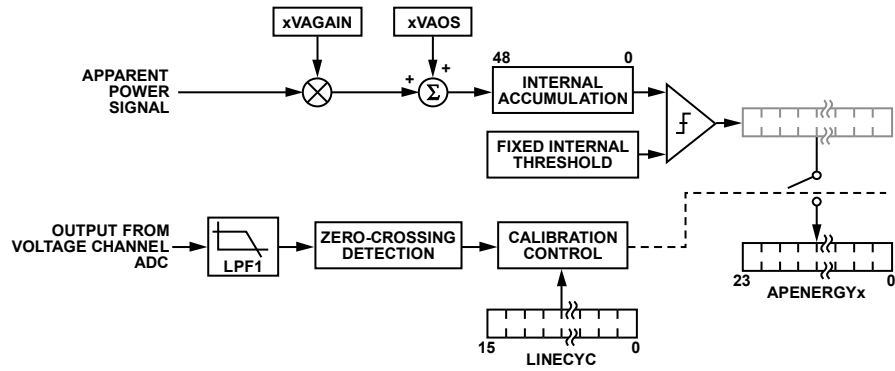 xVAGAIN
xVAOS
APPARENT
POWER
SIGNAL
+
+
Σ
48
0
INTERNAL
ACCUMULATION
FIXED INTERNAL
THRESHOLD
OUTPUT FROM
VOLTAGE CHANNEL
ADC
LPF1
ZERO-CROSSING
DETECTION
CALIBRATION
CONTROL
15
0
LINECYC
23
0
APENERGYx